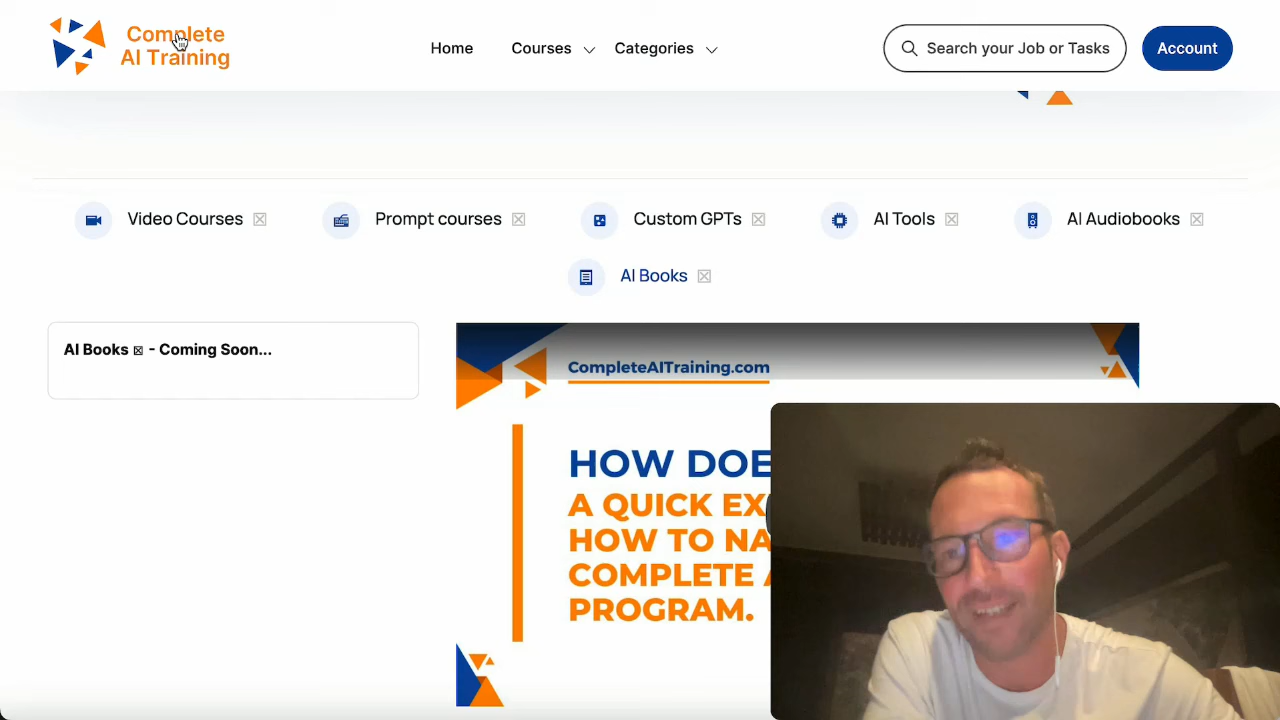 Complete
AI Training
Home
Courses
Categories
Search your Job or Tasks
Account
Video Courses
Prompt courses
Custom GPTs
AI Tools
AI Audiobooks
AI Books
AI Books - Coming Soon...
CompleteAITraining.com
HOW DOE
A QUICK EX
HOW TO NA
COMPLETE
PROGRAM.